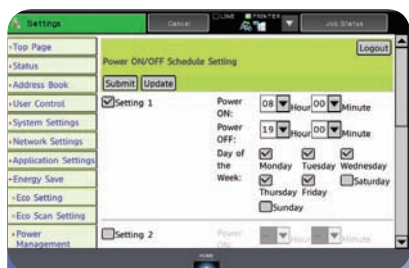 Settings
Cancel
LINE
PRINTER
Job Status
Top Page
Status
Address Book
User Control
System Settings
Network Settings
Application Settings
Energy Save
Eco Setting
Eco Scan Setting
Power
Management
Logout
Power ON/OFF Schedule Setting
Submit Update
Setting 1
Power
ON:
08 Hour 00 Minute
Power
OFF:
19 Hour 00 Minute
Day of
the
Week:
Monday Tuesday Wednesday
Thursday Friday Saturday
Sunday
Setting 2
Power
ON:
-- Hour -- Minute
HOME